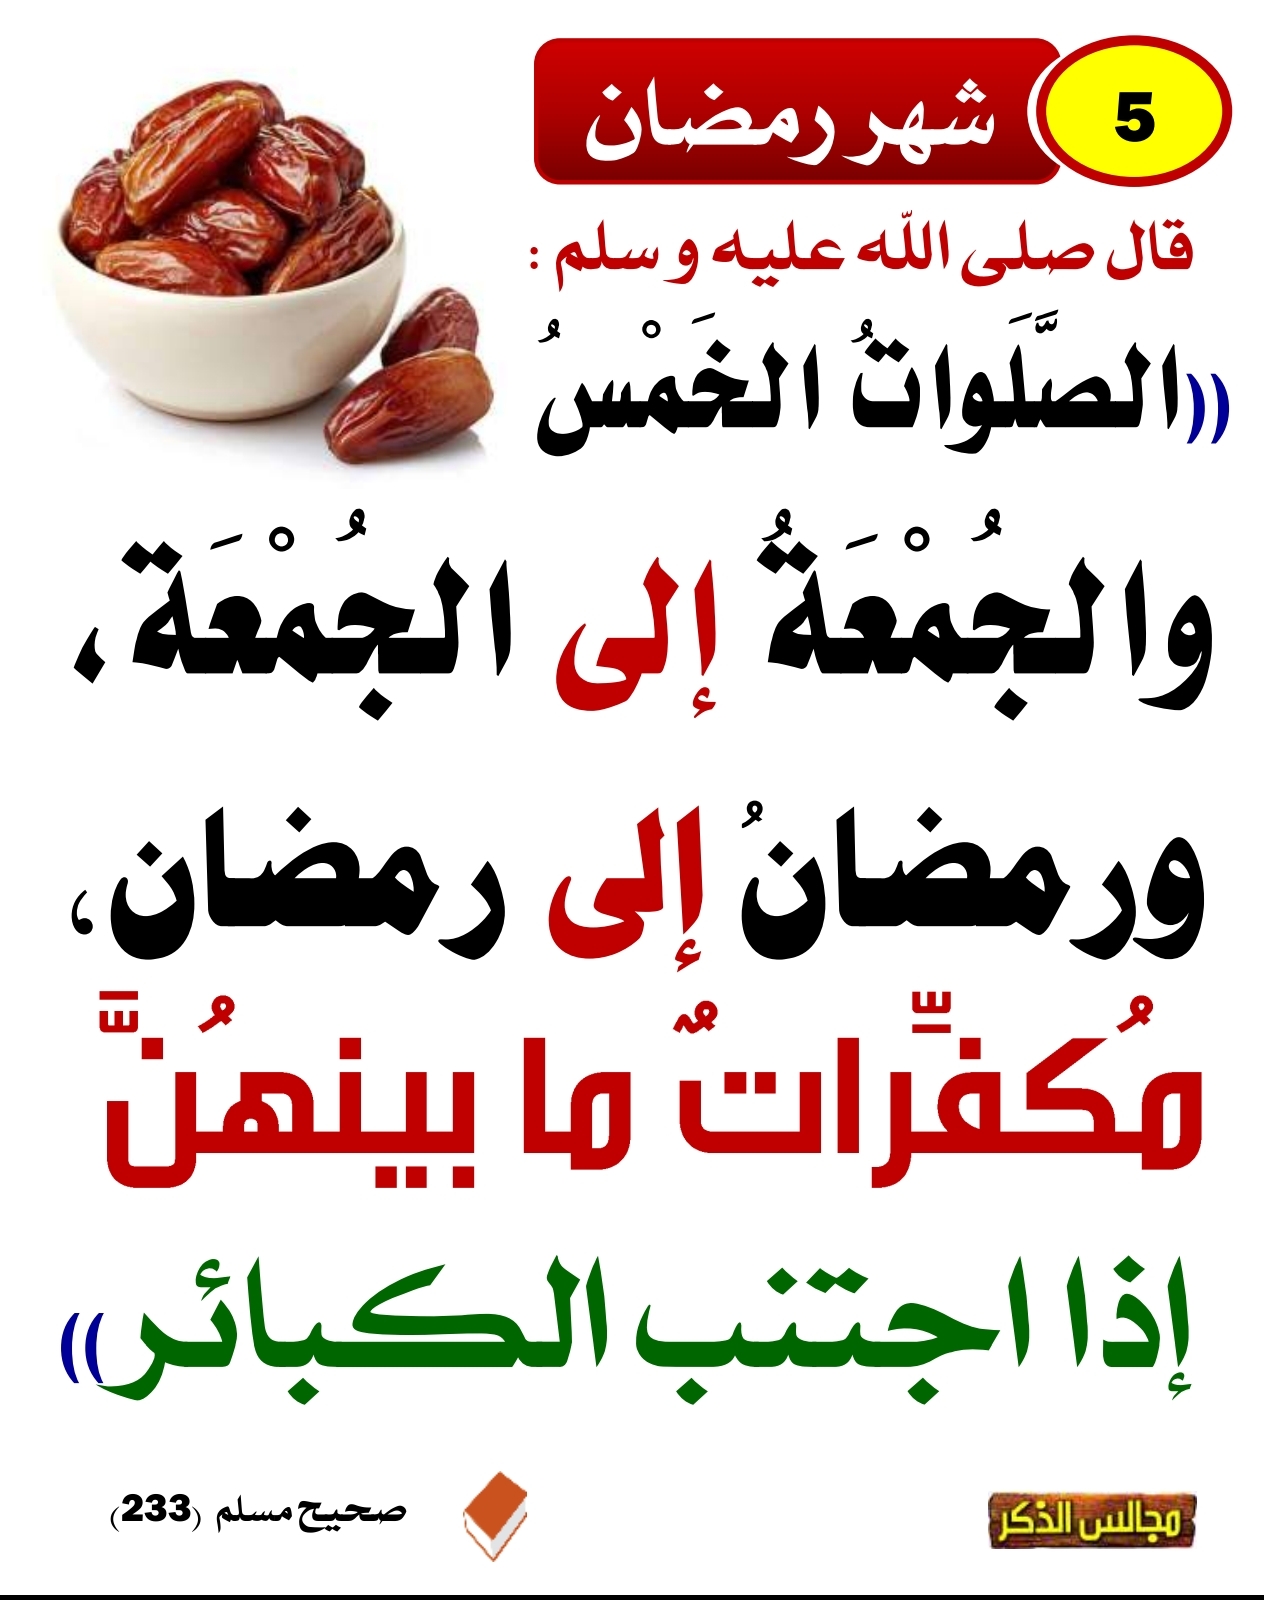 5
شهر رمضان
قال صلى الله عليه و سلم :
((الصَّلَواتُ الخَمْسُ
والجُمْعَةُ إلى الجُمْعَة،
ورمضانُ إلى رمضان،
مُكفِّراتٌ ما بينهُنَّ
إذا اجتنب الكبائر))
صحيح مسلم (233)
مجالس الذكر